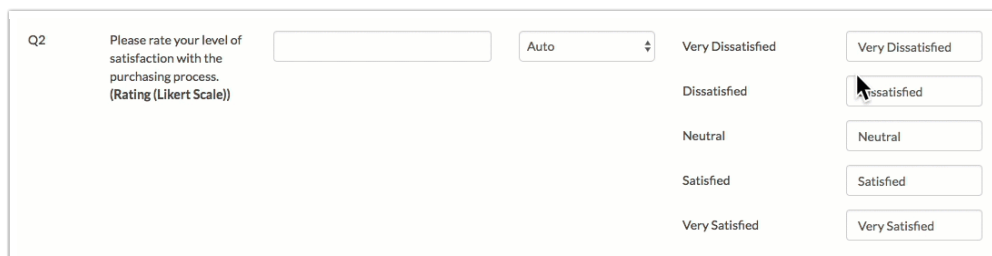 Q2
Please rate your level of
satisfaction with the
purchasing process.
(Rating (Likert Scale))
Auto
Very Dissatisfied
Very Dissatisfied
Dissatisfied
Neutral
Neutral
Satisfied
Satisfied
Very Satisfied
Very Satisfied